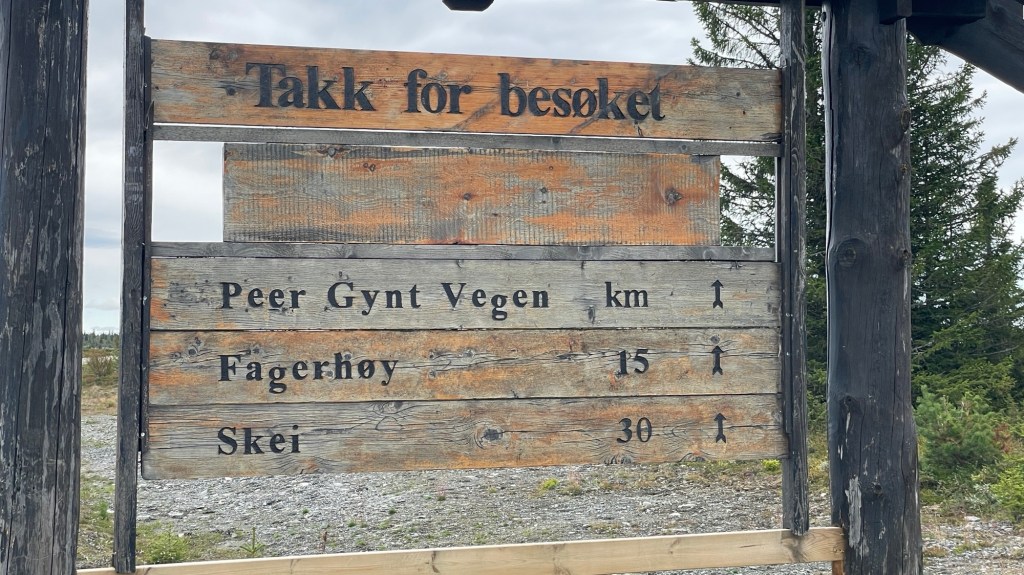 Takk for besøket
Peer Gynt Vegen km ↑
Fagerhøy 15 ↑
Skei 30 ↑